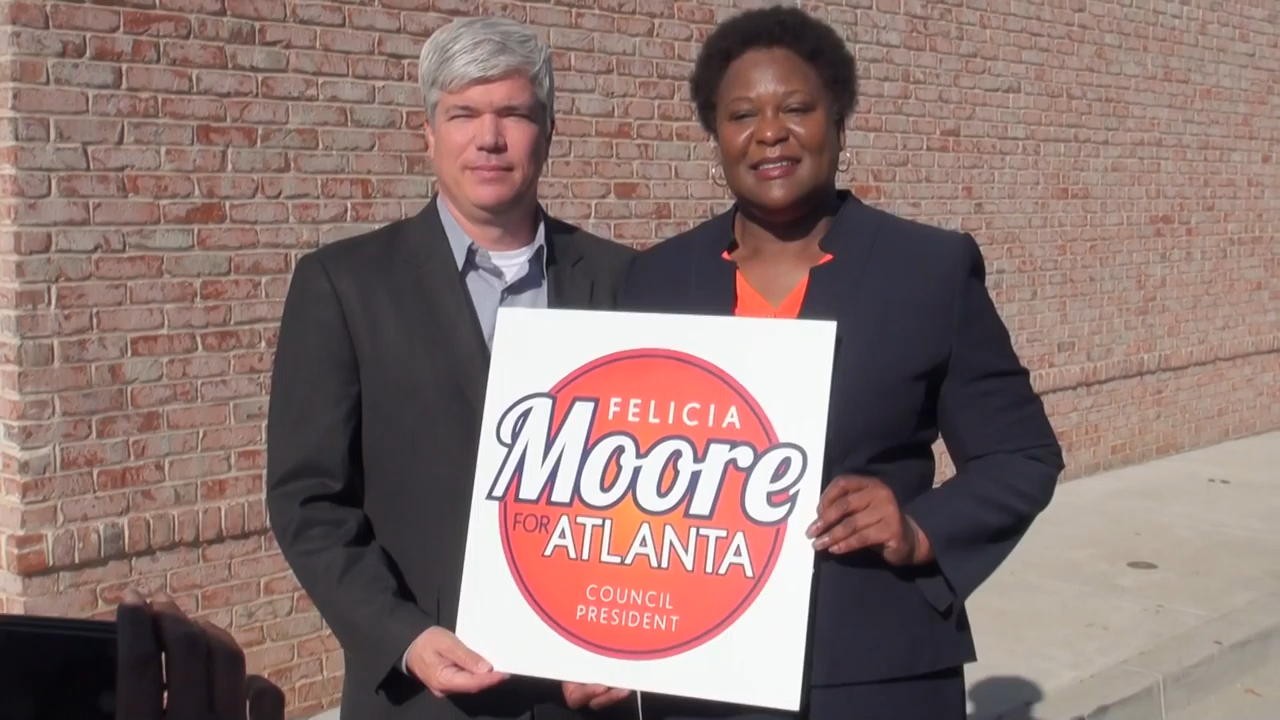 FELICIA
Moore
FOR ATLANTA
COUNCIL
PRESIDENT